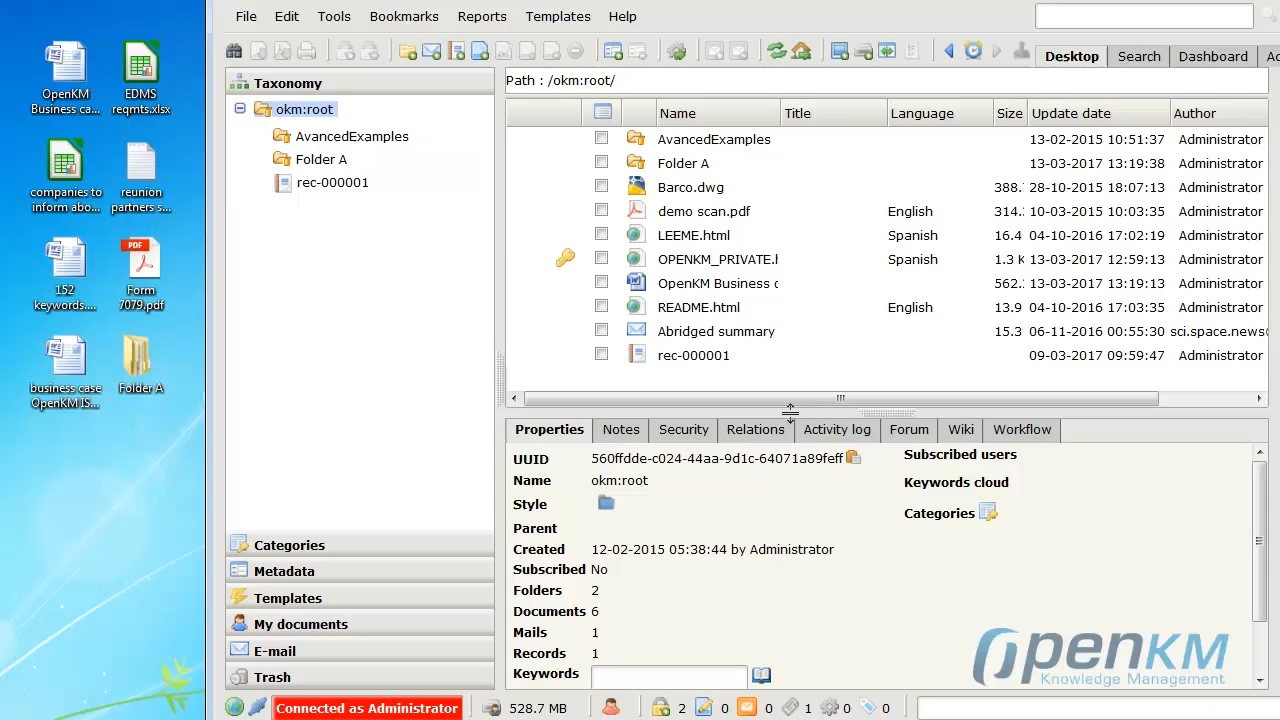 File Edit Tools Bookmarks Reports Templates Help
Desktop Search Dashboard
OpenKM Business ca...
EDMS reqmts.xlsx
companies to inform abo...
reunion partners s...
152 keywords....
PDF
Form 7079.pdf
business case OpenKM IS...
Folder A
Taxonomy
okm:root
AvancedExamples
Folder A
rec-000001
Categories
Metadata
Templates
My documents
E-mail
Trash
Path : /okm:root/
Name Title Language Size Update date Author
AvancedExamples 13-02-2015 10:51:37 Administrator
Folder A 13-03-2017 13:19:38 Administrator
Barco.dwg 388. 28-10-2015 18:07:13 Administrator
demo scan.pdf English 314. 10-03-2017 10:03:35 Administrator
LEEME.html Spanish 16.4 04-10-2016 17:02:19 Administrator
OPENKM_PRIVATE.h Spanish 1.3 K 13-03-2017 12:59:13 Administrator
OpenKM Business c 562. 13-03-2017 13:19:13 Administrator
README.html English 13.9 04-10-2016 17:03:35 Administrator
Abridged summary 15.3 06-11-2016 00:55:30 sci.space.news
rec-000001 09-03-2017 09:59:47 Administrator
Properties Notes Security Relations Activity log Forum Wiki Workflow
UUID 560ffdde-c024-44aa-9d1c-64071a89feff
Name okm:root
Style
Parent
Created 12-02-2015 05:38:44 by Administrator
Subscribed No
Folders 2
Documents 6
Mails 1
Records 1
Keywords
Subscribed users
Keywords cloud
Categories
OpenKM
Knowledge Management
Connected as Administrator 528.7 MB 2 0 0 1 0 0